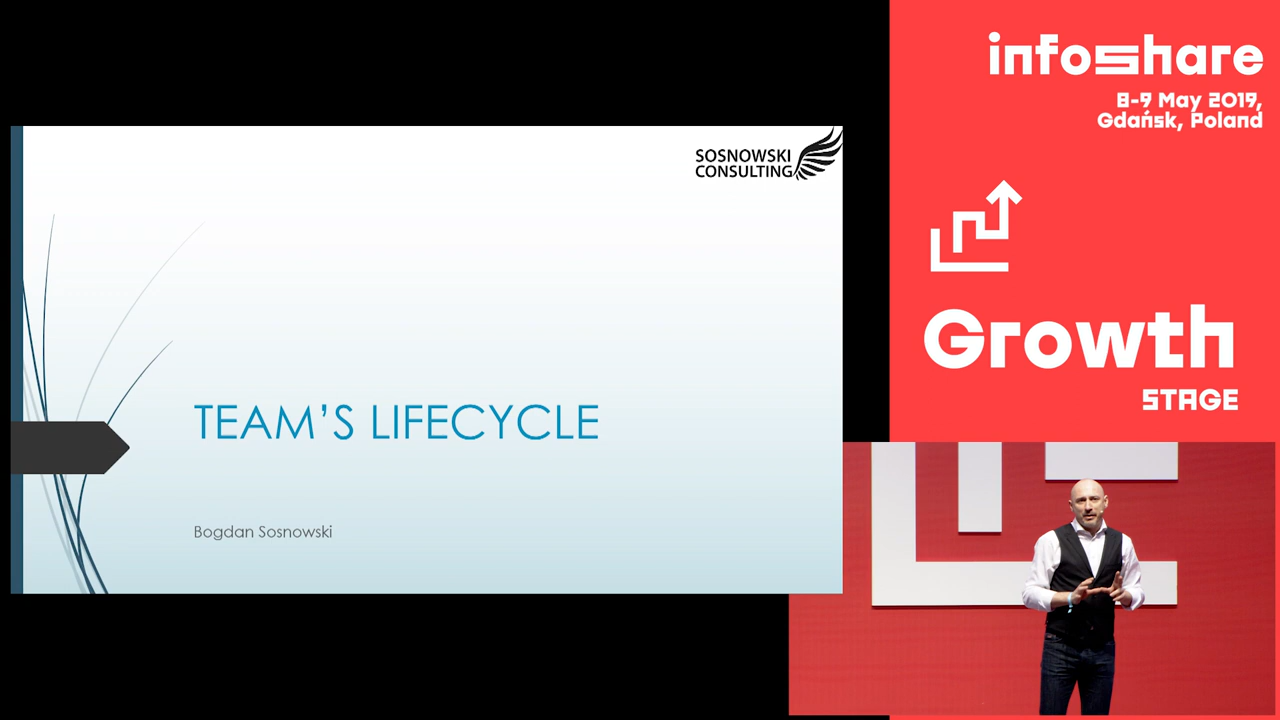 SOSNOWSKI
CONSULTING
TEAM'S LIFECYCLE
Bogdan Sosnowski
infoshare
8-9 May 2019,
Gdańsk, Poland
Growth
STAGE